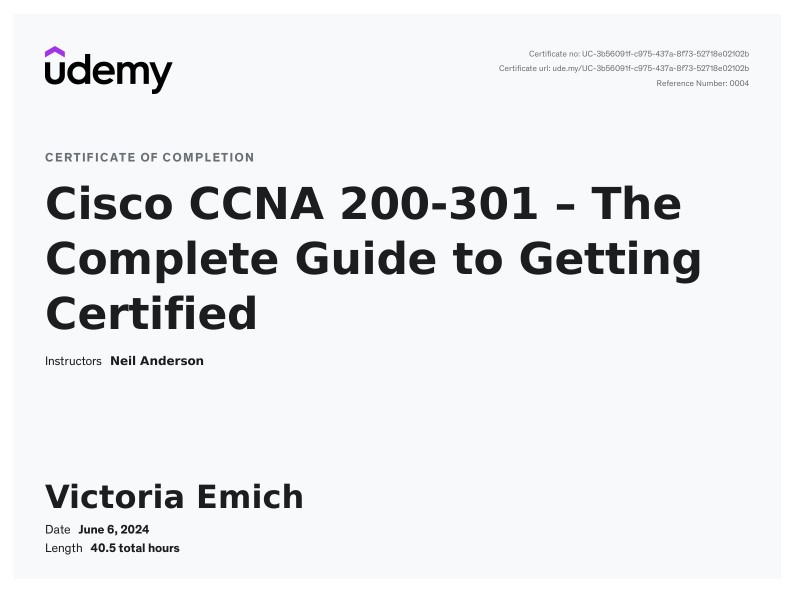 udemy
Certificate no: UC-3b56091f-c975-437a-8f73-52718e02102b
Certificate url: ude.my/UC-3b56091f-c975-437a-8f73-52718e02102b
Reference Number: 0004
CERTIFICATE OF COMPLETION
Cisco CCNA 200-301 – The
Complete Guide to Getting
Certified
Instructors Neil Anderson
Victoria Emich
Date June 6, 2024
Length 40.5 total hours